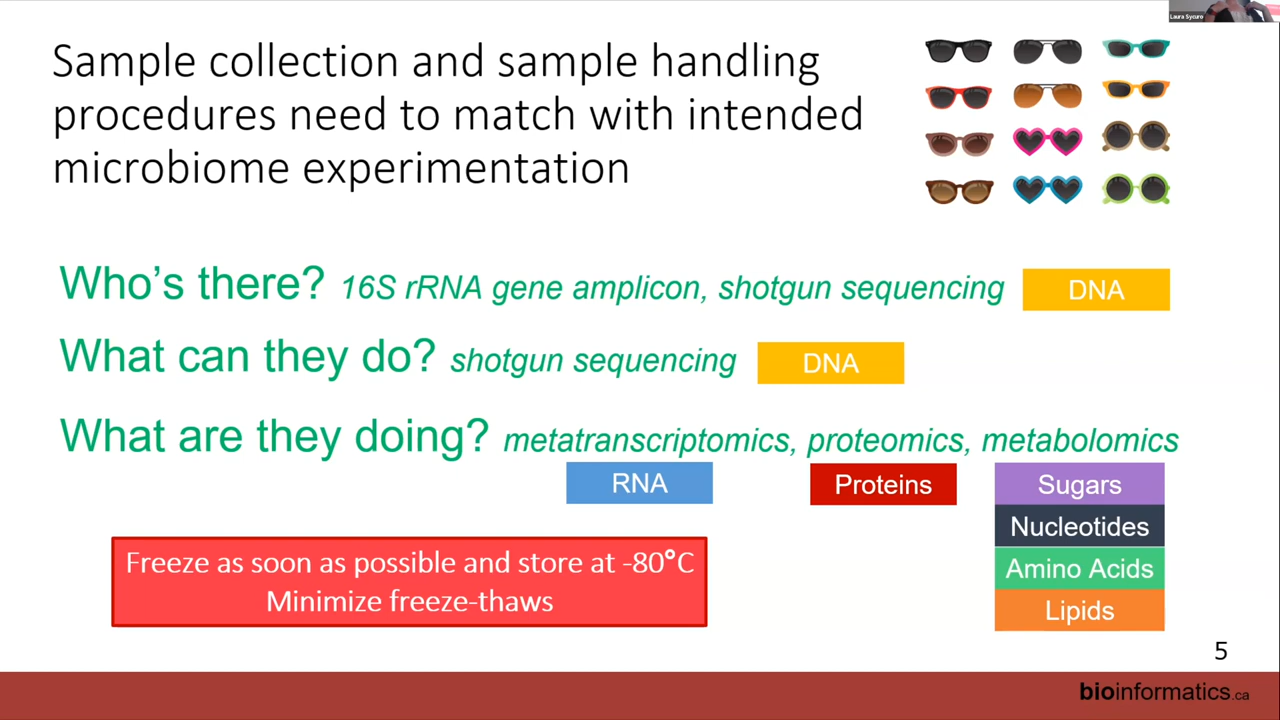 Laura Sycuro
Sample collection and sample handling
procedures need to match with intended
microbiome experimentation
Who's there? 16S rRNA gene amplicon, shotgun sequencing DNA
What can they do? shotgun sequencing DNA
What are they doing? metatranscriptomics, proteomics, metabolomics
RNA Proteins Sugars
Nucleotides
Amino Acids
Lipids
Freeze as soon as possible and store at -80°C
Minimize freeze-thaws
5
bioinformatics.ca